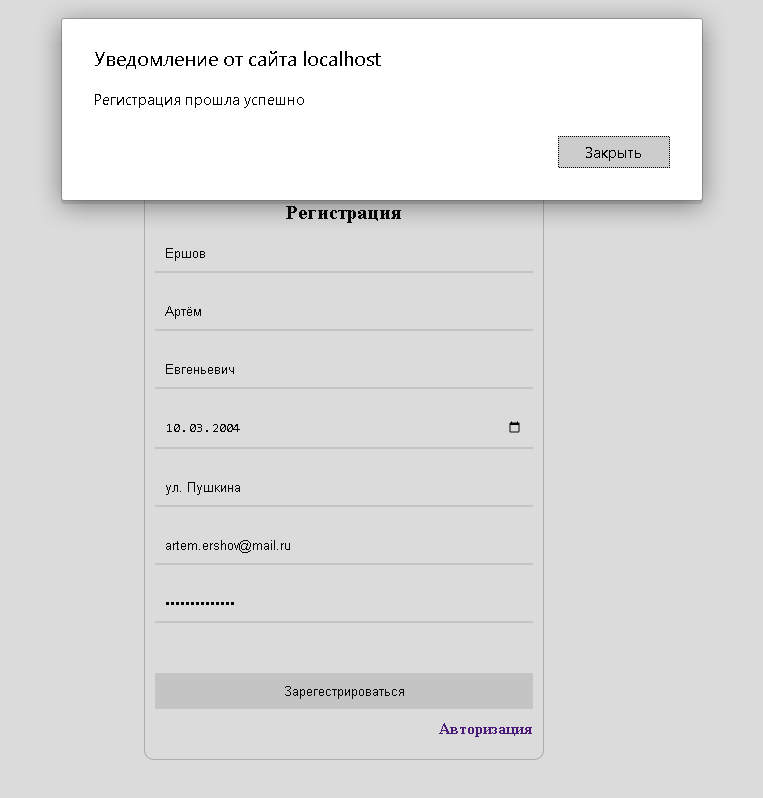 Уведомление от сайта localhost
Регистрация прошла успешно
Закрыть
Регистрация
Ершов
Артём
Евгеньевич
10.03.2004
ул. Пушкина
artem.ershov@mail.ru
••••••••••••••
Зарегестрироваться
Авторизация